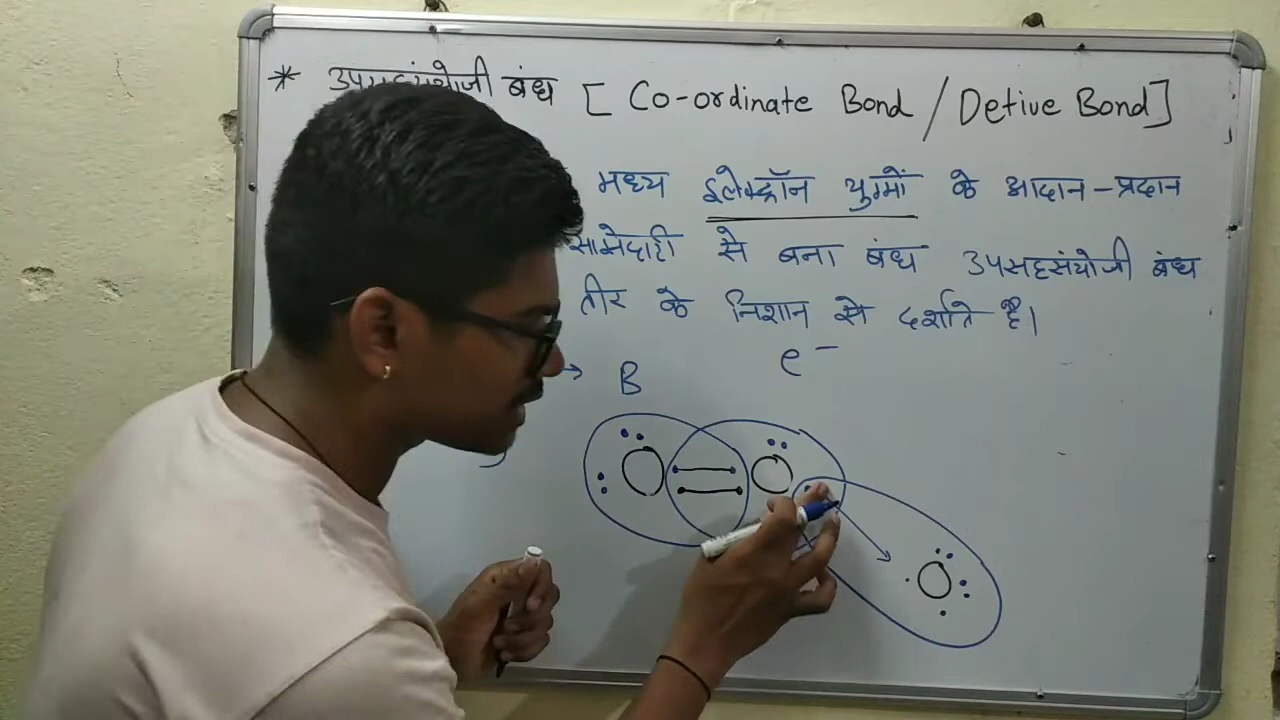 * उपसहसंयोजी बंध [ Co-ordinate Bond / Detive Bond ]
मध्य इलेक्ट्रॉन युग्मों के आदान-प्रदान
साझेदारी से बना बंध उपसहसंयोजी बंध
तीर के निशान से दर्शाते है।
→ B e⁻
O O
O